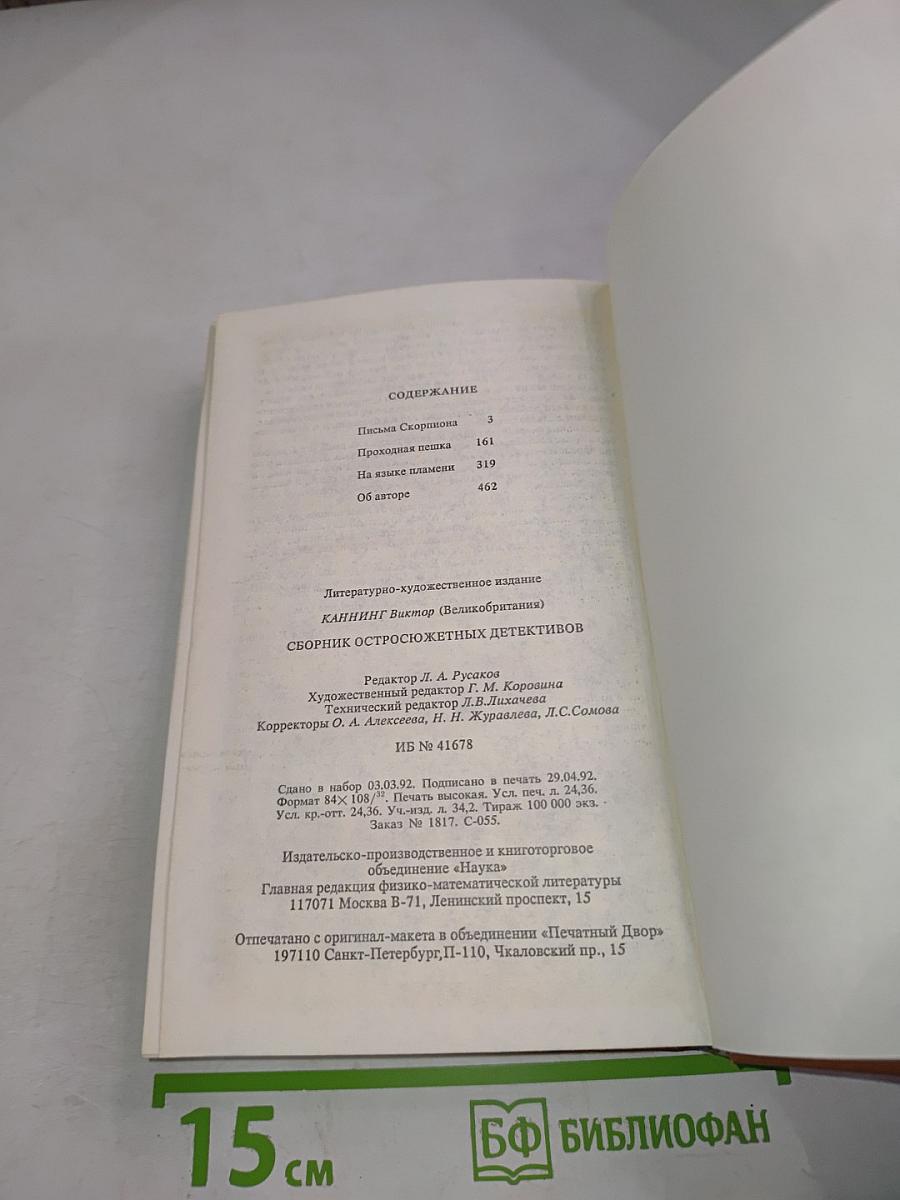 СОДЕРЖАНИЕ
Письма Скорпиона 3
Проходная пешка 161
На языке пламени 319
Об авторе 462
Литературно-художественное издание
КАННИНГ Виктор (Великобритания)
СБОРНИК ОСТРОСЮЖЕТНЫХ ДЕТЕКТИВОВ
Редактор Л. А. Русаков
Художественный редактор Г. М. Коровина
Технический редактор Л.В.Лихачева
Корректоры О. А. Алексеева, Н. Н. Журавлева, Л.С.Сомова
ИБ № 41678
Сдано в набор 03.03.92. Подписано в печать 29.04.92.
Формат 84×108/32. Печать высокая. Усл. печ. л. 24,36.
Усл. кр.-отт. 24,36. Уч.-изд. л. 34,2. Тираж 100 000 экз.
Заказ № 1817. С-055.
Издательско-производственное и книготорговое
объединение «Наука»
Главная редакция физико-математической литературы
117071 Москва В-71, Ленинский проспект, 15
Отпечатано с оригинал-макета в объединении «Печатный Двор»
197110 Санкт-Петербург,П-110, Чкаловский пр., 15
15 см
БФ БИБЛИОФАН